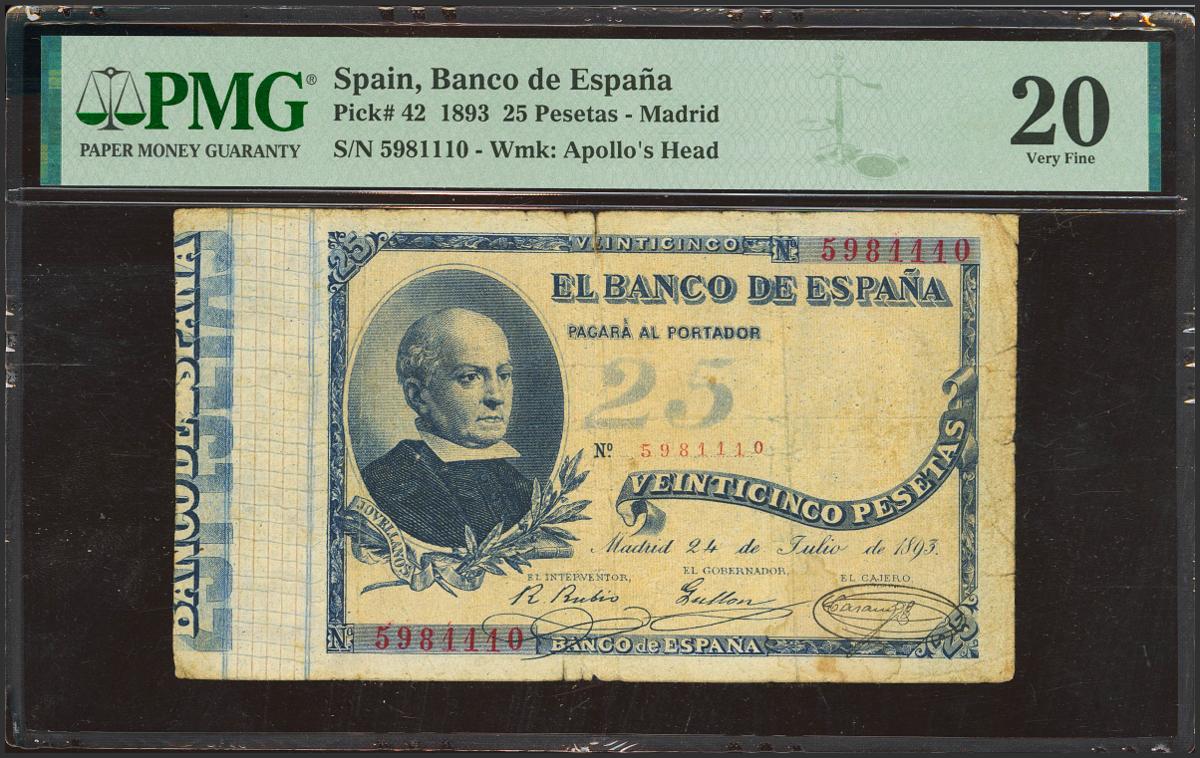 PMG®
PAPER MONEY GUARANTY
Spain, Banco de España
Pick# 42 1893 25 Pesetas - Madrid
S/N 5981110 - Wmk: Apollo's Head
20
Very Fine
BANCO DE ESPAÑA
25
VEINTICINCO
Nº 5981110
EL BANCO DE ESPAÑA
PAGARÁ AL PORTADOR
25
Nº 5981110
VEINTICINCO PESETAS
JOVELLANOS
Madrid 24 de Julio de 1893.
EL INTERVENTOR,
EL GOBERNADOR,
EL CAJERO,
R. Rubio
Gullon
Nº 5981110
BANCO de ESPAÑA
25